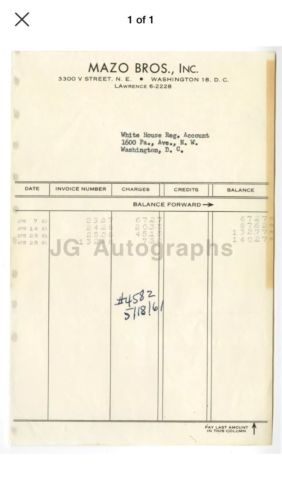 1 of 1
MAZO BROS., INC.
3300 V STREET, N. E. • WASHINGTON 18, D. C.
LAWRENCE 6-2228
White House Reg. Account
1600 Pa., Ave., N. W.
Washington, D. C.
DATE INVOICE NUMBER CHARGES CREDITS BALANCE
BALANCE FORWARD
JG Autographs
#4582
5/18/61
PAY LAST AMOUNT
IN THIS COLUMN